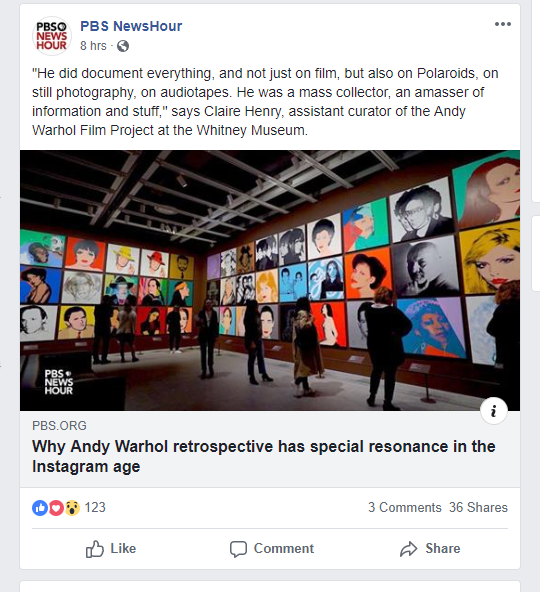 PBS
NEWS
HOUR
PBS NewsHour
8 hrs ·
"He did document everything, and not just on film, but also on Polaroids, on
still photography, on audiotapes. He was a mass collector, an amasser of
information and stuff," says Claire Henry, assistant curator of the Andy
Warhol Film Project at the Whitney Museum.
PBS
NEWS
HOUR
i
PBS.ORG
Why Andy Warhol retrospective has special resonance in the
Instagram age
123
3 Comments 36 Shares
Like Comment Share